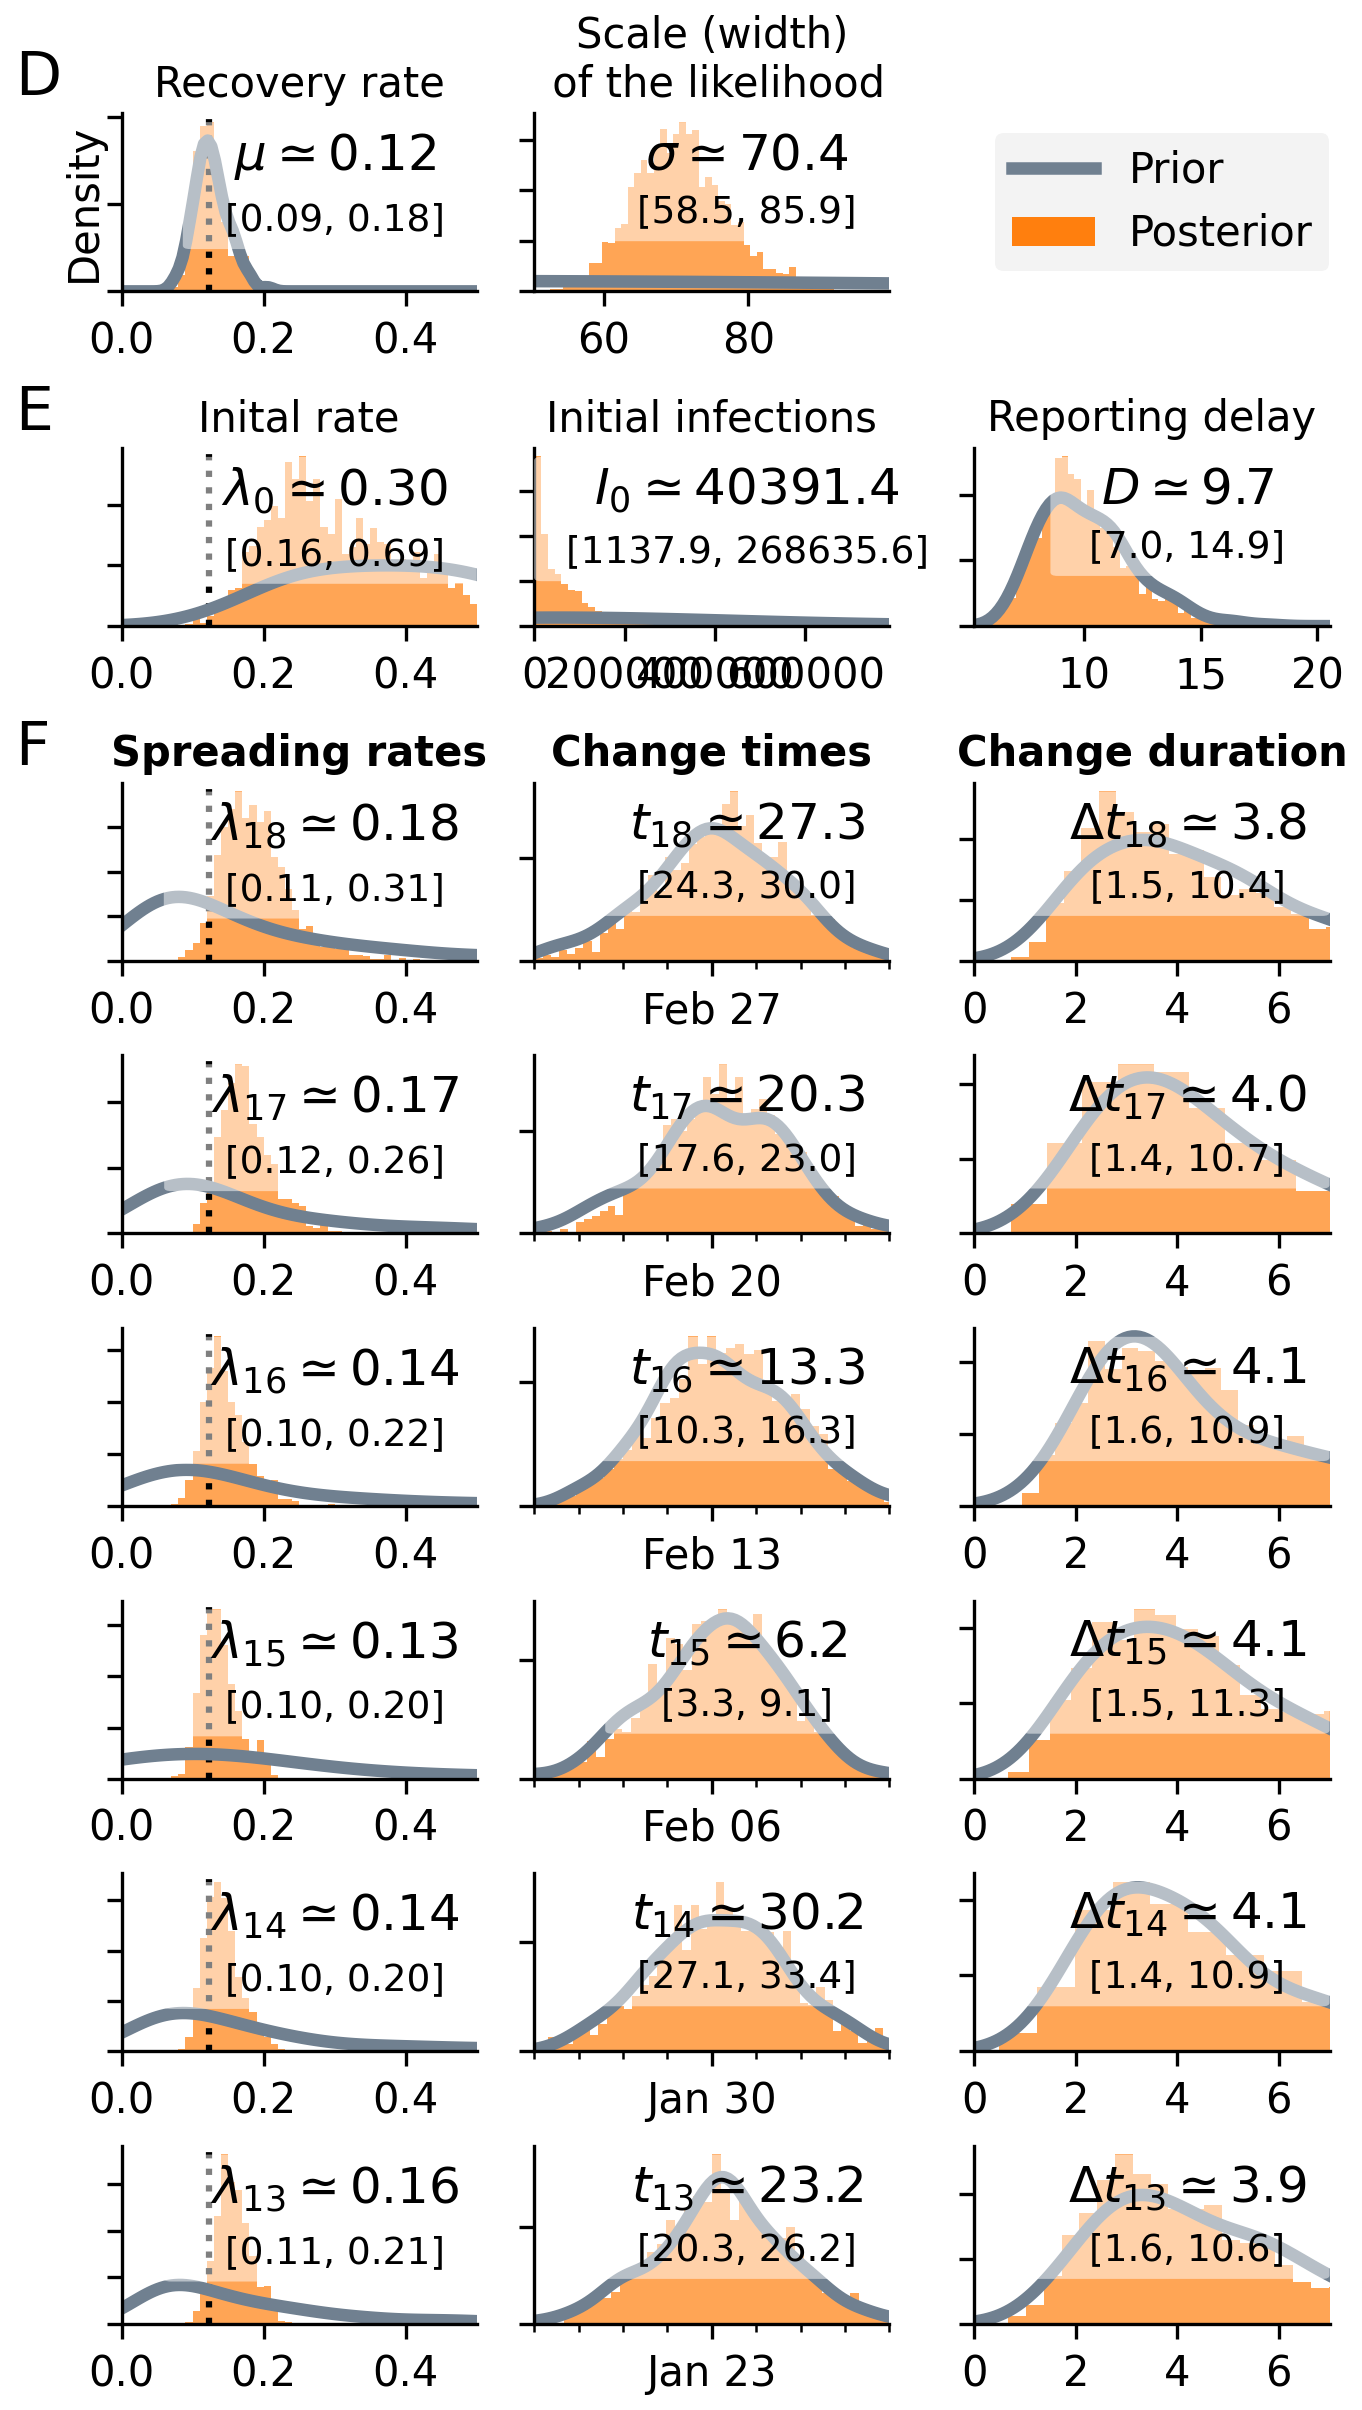 D
Recovery rate
Density
μ ≃ 0.12
[0.09, 0.18]
0.0 0.2 0.4
Scale (width)
of the likelihood
σ ≃ 70.4
[58.5, 85.9]
60 80
Prior
Posterior
E
Inital rate
λ0 ≃ 0.30
[0.16, 0.69]
0.0 0.2 0.4
Initial infections
I0 ≃ 40391.4
[1137.9, 268635.6]
0 200000 400000 600000
Reporting delay
D ≃ 9.7
[7.0, 14.9]
10 15 20
F
Spreading rates
Change times
Change duration
λ18 ≃ 0.18
[0.11, 0.31]
0.0 0.2 0.4
t18 ≃ 27.3
[24.3, 30.0]
Feb 27
Δt18 ≃ 3.8
[1.5, 10.4]
0 2 4 6
λ17 ≃ 0.17
[0.12, 0.26]
0.0 0.2 0.4
t17 ≃ 20.3
[17.6, 23.0]
Feb 20
Δt17 ≃ 4.0
[1.4, 10.7]
0 2 4 6
λ16 ≃ 0.14
[0.10, 0.22]
0.0 0.2 0.4
t16 ≃ 13.3
[10.3, 16.3]
Feb 13
Δt16 ≃ 4.1
[1.6, 10.9]
0 2 4 6
λ15 ≃ 0.13
[0.10, 0.20]
0.0 0.2 0.4
t15 ≃ 6.2
[3.3, 9.1]
Feb 06
Δt15 ≃ 4.1
[1.5, 11.3]
0 2 4 6
λ14 ≃ 0.14
[0.10, 0.20]
0.0 0.2 0.4
t14 ≃ 30.2
[27.1, 33.4]
Jan 30
Δt14 ≃ 4.1
[1.4, 10.9]
0 2 4 6
λ13 ≃ 0.16
[0.11, 0.21]
0.0 0.2 0.4
t13 ≃ 23.2
[20.3, 26.2]
Jan 23
Δt13 ≃ 3.9
[1.6, 10.6]
0 2 4 6